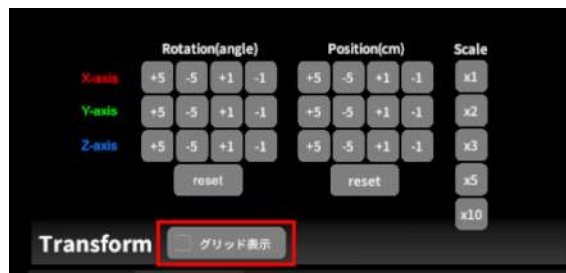 Rotation(angle) Position(cm) Scale
X-axis +5 -5 +1 -1 +5 -5 +1 -1 x1
Y-axis +5 -5 +1 -1 +5 -5 +1 -1 x2
Z-axis +5 -5 +1 -1 +5 -5 +1 -1 x3
reset reset x5
x10
Transform グリッド表示